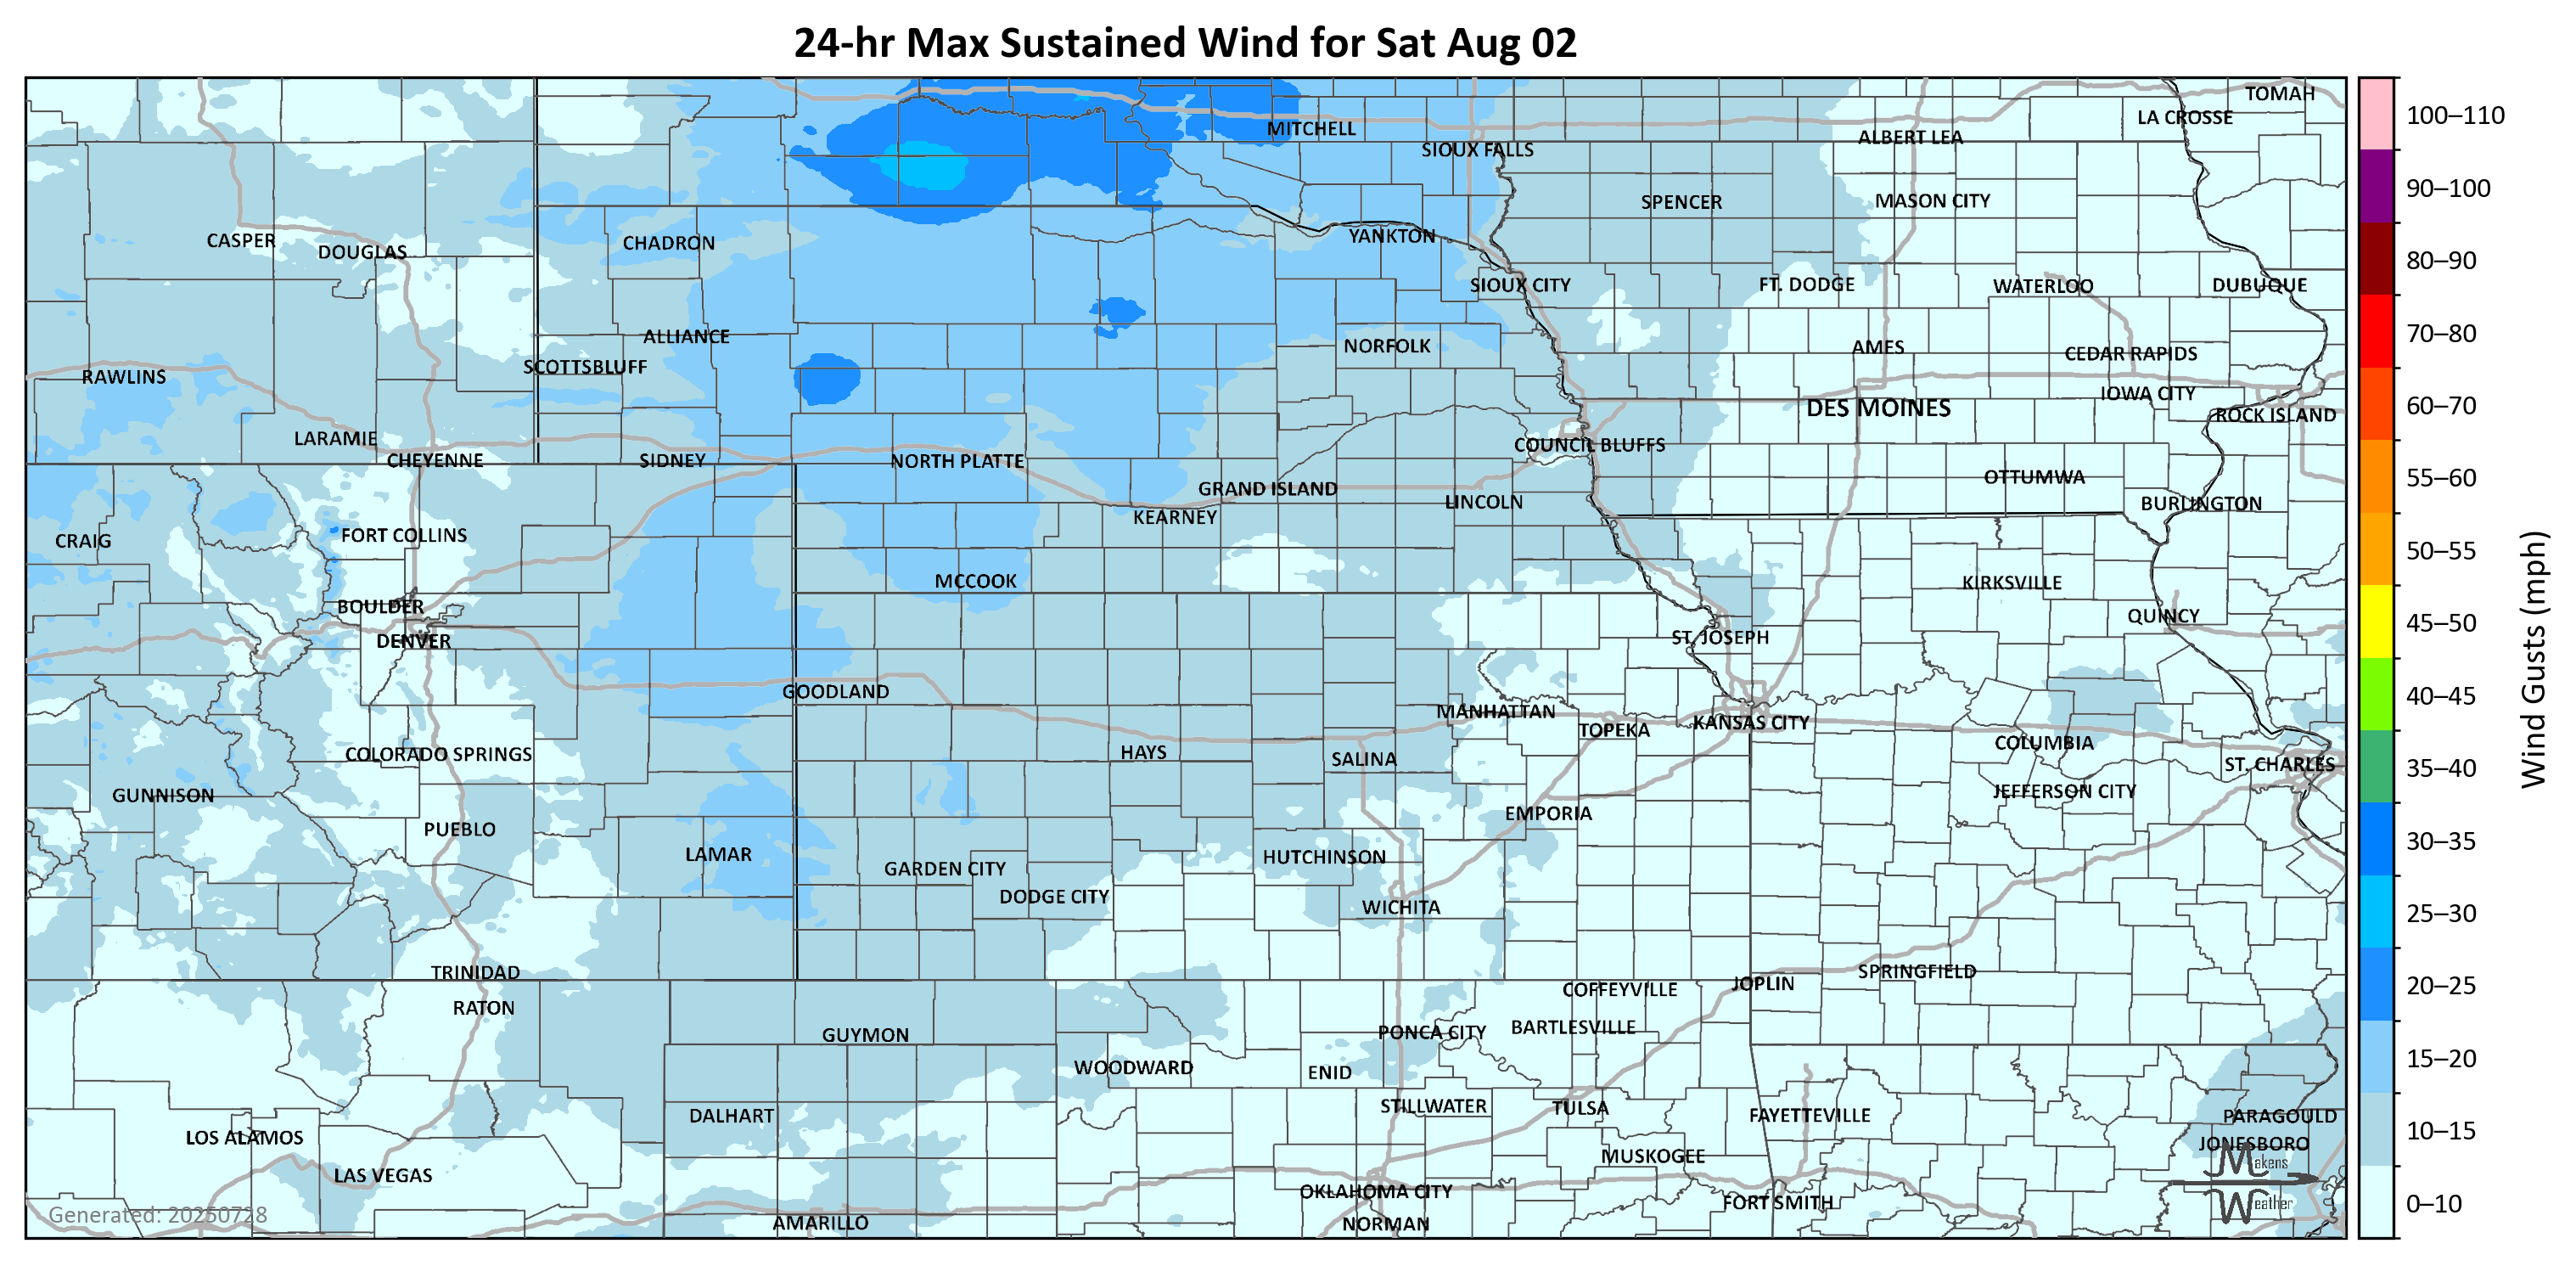 24-hr Max Sustained Wind for Sat Aug 02
TOMAH
LA CROSSE
MITCHELL
ALBERT LEA
SIOUX FALLS
SPENCER
MASON CITY
YANKTON
CASPER
CHADRON
DOUGLAS
SIOUX CITY
FT. DODGE
WATERLOO
DUBUQUE
ALLIANCE
NORFOLK
AMES
CEDAR RAPIDS
SCOTTSBLUFF
RAWLINS
IOWA CITY
DES MOINES
ROCK ISLAND
LARAMIE
COUNCIL BLUFFS
CHEYENNE
SIDNEY
NORTH PLATTE
OTTUMWA
GRAND ISLAND
LINCOLN
BURLINGTON
KEARNEY
FORT COLLINS
CRAIG
MCCOOK
KIRKSVILLE
BOULDER
QUINCY
DENVER
ST. JOSEPH
GOODLAND
MANHATTAN
KANSAS CITY
TOPEKA
COLUMBIA
COLORADO SPRINGS
HAYS
SALINA
ST. CHARLES
GUNNISON
JEFFERSON CITY
EMPORIA
PUEBLO
LAMAR
HUTCHINSON
GARDEN CITY
DODGE CITY
WICHITA
TRINIDAD
SPRINGFIELD
JOPLIN
COFFEYVILLE
RATON
BARTLESVILLE
PONCA CITY
GUYMON
WOODWARD
ENID
STILLWATER
TULSA
DALHART
FAYETTEVILLE
PARAGOULD
LOS ALAMOS
JONESBORO
MUSKOGEE
LAS VEGAS
OKLAHOMA CITY
FORT SMITH
AMARILLO
NORMAN
Generated: 20250728
Makens
Weather
100–110
90–100
80–90
70–80
60–70
55–60
50–55
45–50
40–45
35–40
30–35
25–30
20–25
15–20
10–15
0–10
Wind Gusts (mph)